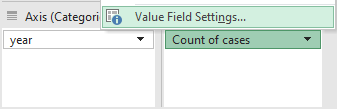 Axis (Categori
Value Field Settings...
year
Count of cases